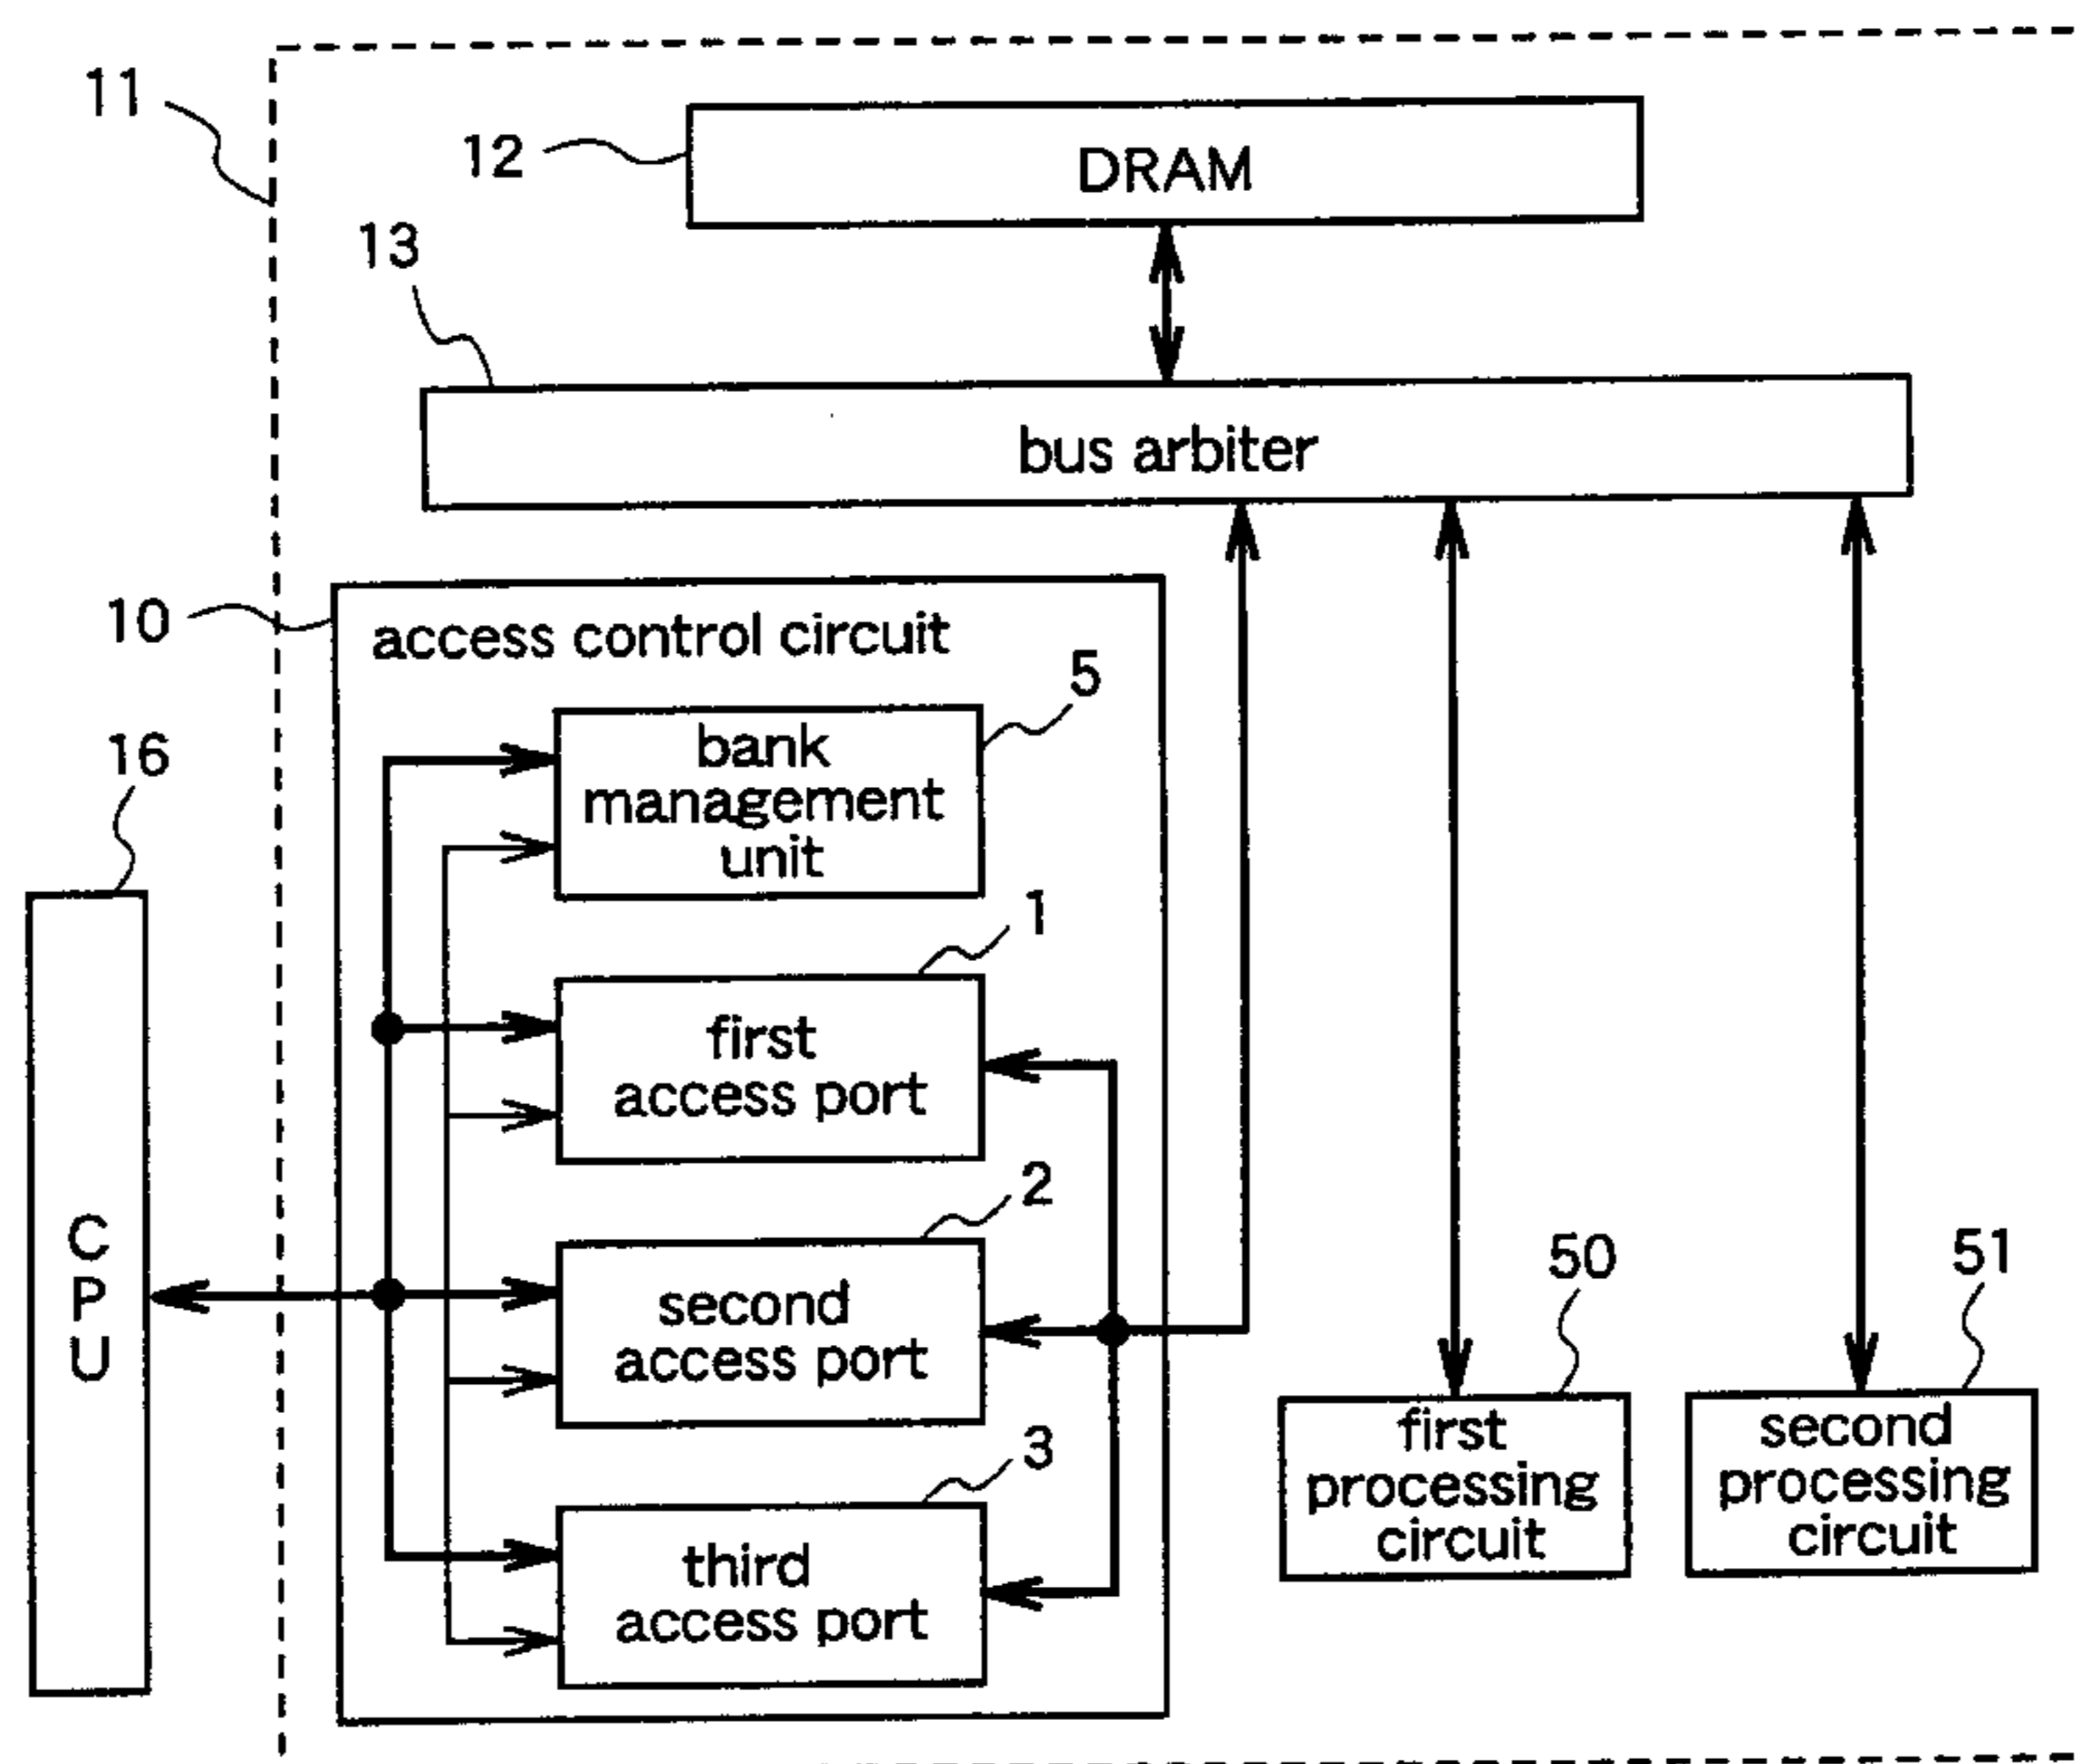 11
12
DRAM
13
bus arbiter
10
access control circuit
5
bank
management
unit
16
1
first
access port
C
P
U
2
second
access port
50
51
first
processing
circuit
second
processing
circuit
3
third
access port